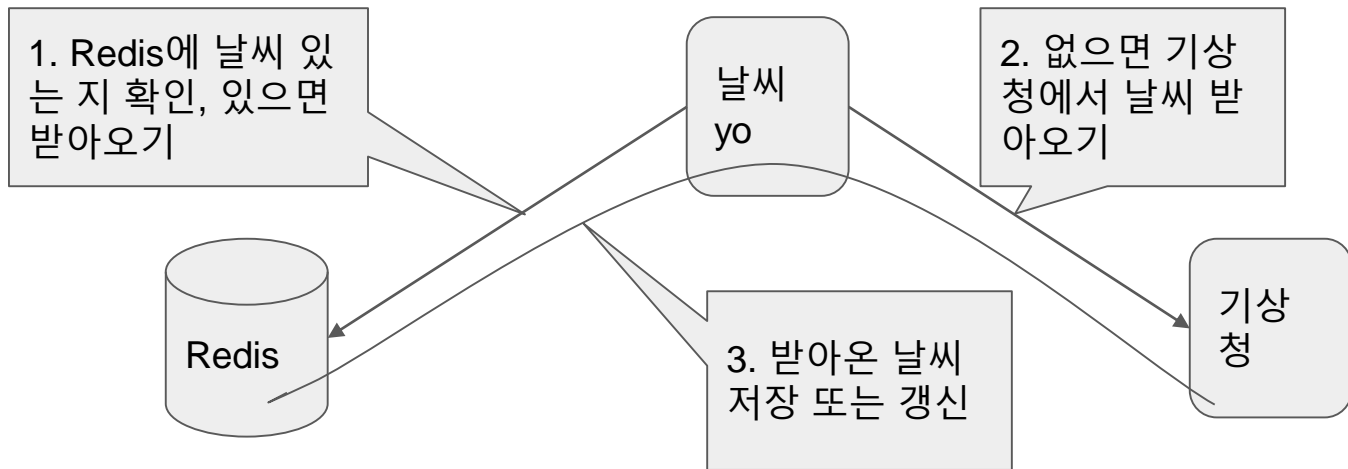 1. Redis에 날씨 있
는 지 확인, 있으면
받아오기
날씨
yo
2. 없으면 기상
청에서 날씨 받
아오기
Redis
3. 받아온 날씨
저장 또는 갱신
기상
청